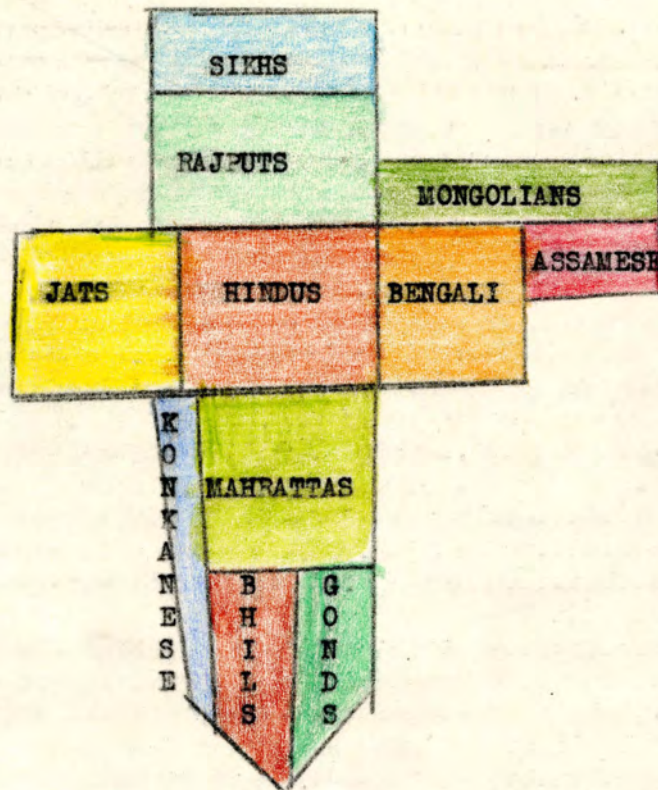 SIKHS
RAJPUTS
MONGOLIANS
JATS
HINDUS
BENGALI
ASSAMESE
KONKANESE
MAHRATTAS
BHILS
GONDS